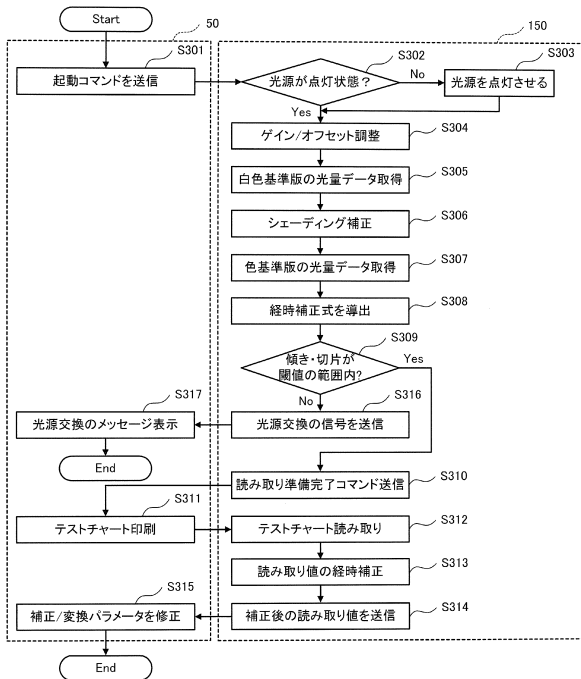 Start
50
150
S301
起動コマンドを送信
S302
光源が点灯状態？
No
S303
光源を点灯させる
Yes
ゲイン/オフセット調整
S304
白色基準版の光量データ取得
S305
シェーディング補正
S306
色基準版の光量データ取得
S307
経時補正式を導出
S308
S309
傾き・切片が
閾値の範囲内?
Yes
No
S317
光源交換のメッセージ表示
S316
光源交換の信号を送信
End
読み取り準備完了コマンド送信
S310
S311
テストチャート印刷
テストチャート読み取り
S312
読み取り値の経時補正
S313
S315
補正/変換パラメータを修正
補正後の読み取り値を送信
S314
End